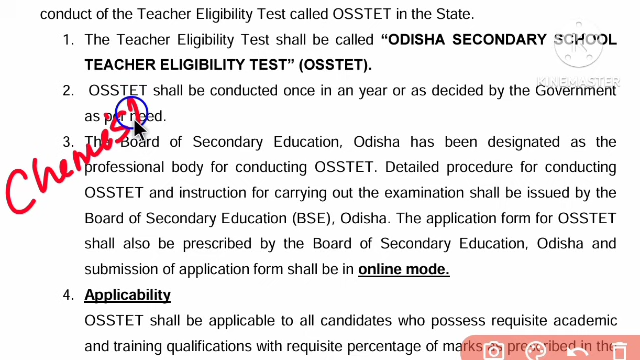 conduct of the Teacher Eligibility Test called OSSTET in the State.
1. The Teacher Eligibility Test shall be called "ODISHA SECONDARY SCHOOL
TEACHER ELIGIBILITY TEST" (OSSTET).
2. OSSTET shall be conducted once in an year or as decided by the Government
as per need.
3. The Board of Secondary Education, Odisha has been designated as the
professional body for conducting OSSTET. Detailed procedure for conducting
OSSTET and instruction for carrying out the examination shall be issued by the
Board of Secondary Education (BSE), Odisha. The application form for OSSTET
shall also be prescribed by the Board of Secondary Education, Odisha and
submission of application form shall be in online mode.
4. Applicability
OSSTET shall be applicable to all candidates who possess requisite academic
and training qualifications with requisite percentage of marks as prescribed in the
Chemist
KINEMASTER